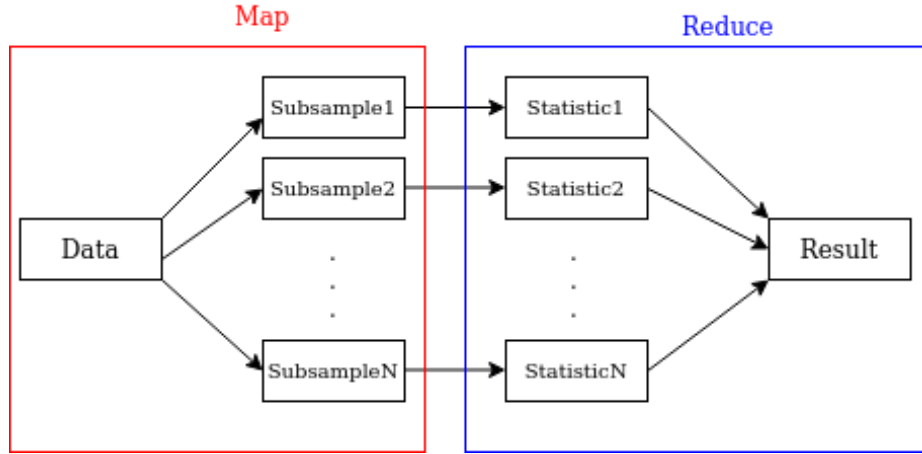 Map
Reduce
Subsample1
Statistic1
Subsample2
Statistic2
Data
Result
.
.
.
.
.
.
SubsampleN
StatisticN